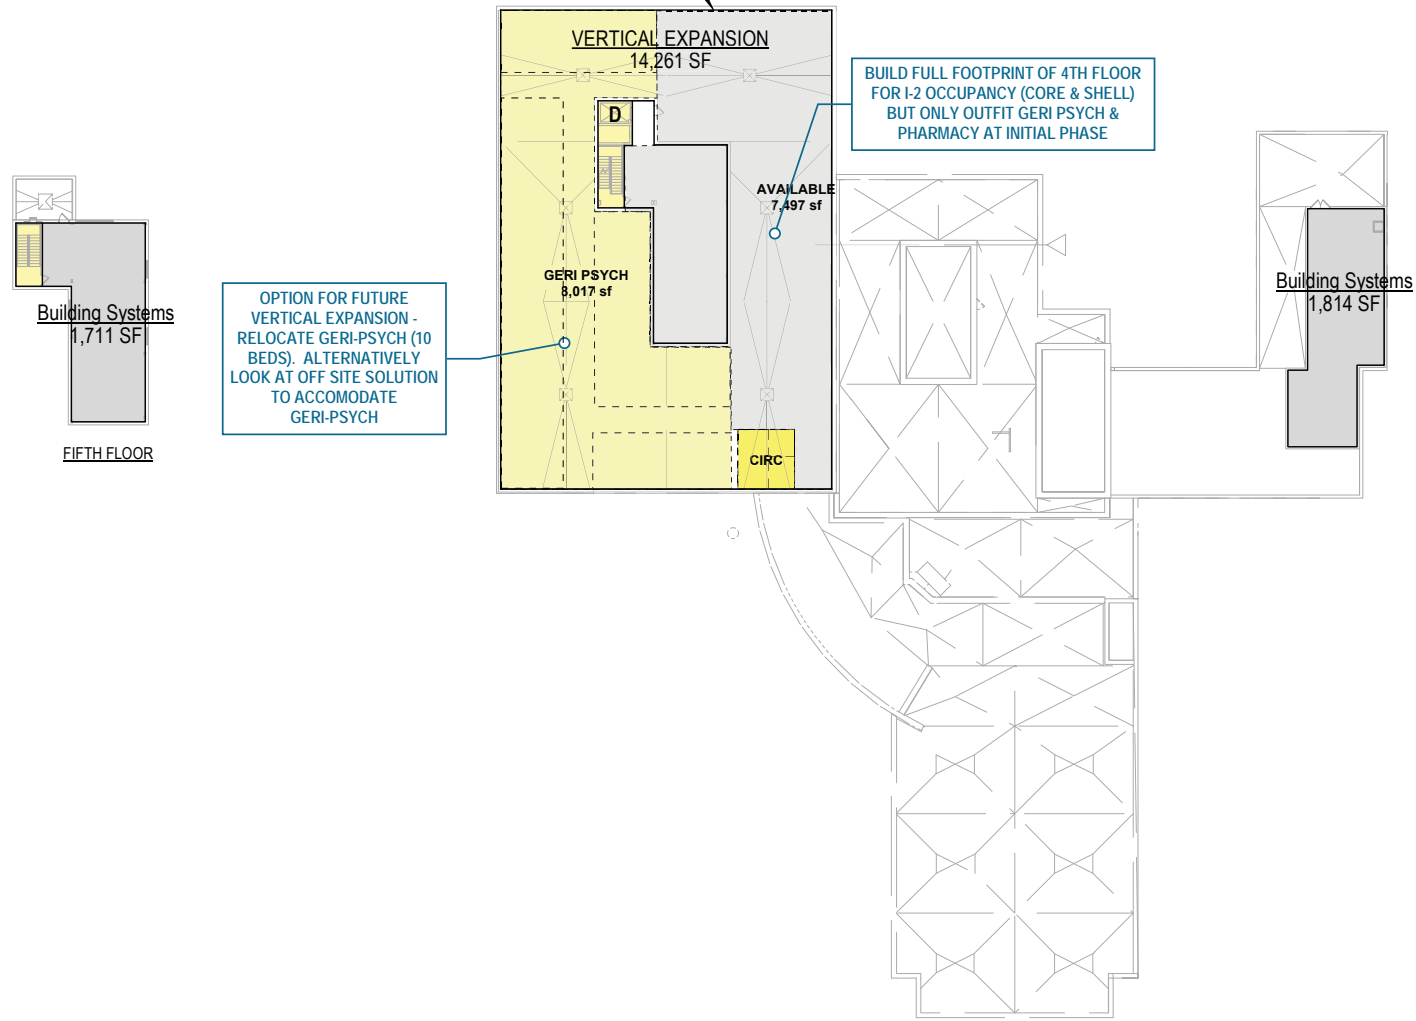 VERTICAL EXPANSION
14,261 SF
BUILD FULL FOOTPRINT OF 4TH FLOOR
FOR I-2 OCCUPANCY (CORE & SHELL)
BUT ONLY OUTFIT GERI PSYCH &
PHARMACY AT INITIAL PHASE
D
AVAILABLE
7,497 sf
GERI PSYCH
8,017 sf
Building Systems
1,711 SF
Building Systems
1,814 SF
OPTION FOR FUTURE
VERTICAL EXPANSION -
RELOCATE GERI-PSYCH (10
BEDS).  ALTERNATIVELY
LOOK AT OFF SITE SOLUTION
TO ACCOMODATE
GERI-PSYCH
FIFTH FLOOR
CIRC